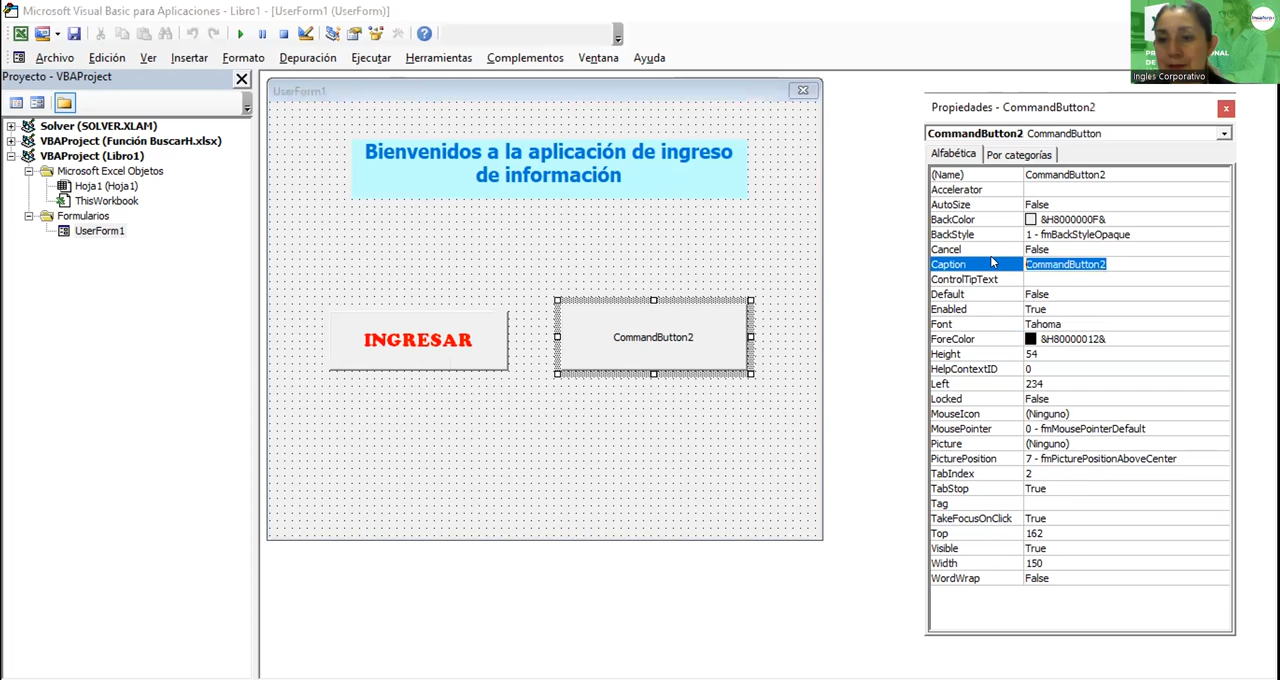 Microsoft Visual Basic para Aplicaciones - Libro1 - [UserForm1 (UserForm)]
Archivo Edición Ver Insertar Formato Depuración Ejecutar Herramientas Complementos Ventana Ayuda
Proyecto - VBAProject
Solver (SOLVER.XLAM)
VBAProject (Función BuscarH.xlsx)
VBAProject (Libro1)
Microsoft Excel Objetos
Hoja1 (Hoja1)
ThisWorkbook
Formularios
UserForm1
UserForm1
Bienvenidos a la aplicación de ingreso
de información
INGRESAR
CommandButton2
Ingles Corporativo
Propiedades - CommandButton2
CommandButton2 CommandButton
Alfabética Por categorías
(Name) CommandButton2
Accelerator
AutoSize False
BackColor &H8000000F&
BackStyle 1 - fmBackStyleOpaque
Cancel False
Caption CommandButton2
ControlTipText
Default False
Enabled True
Font Tahoma
ForeColor &H80000012&
Height 54
HelpContextID 0
Left 234
Locked False
MouseIcon (Ninguno)
MousePointer 0 - fmMousePointerDefault
Picture (Ninguno)
PicturePosition 7 - fmPicturePositionAboveCenter
TabIndex 2
TabStop True
Tag
TakeFocusOnClick True
Top 162
Visible True
Width 150
WordWrap False